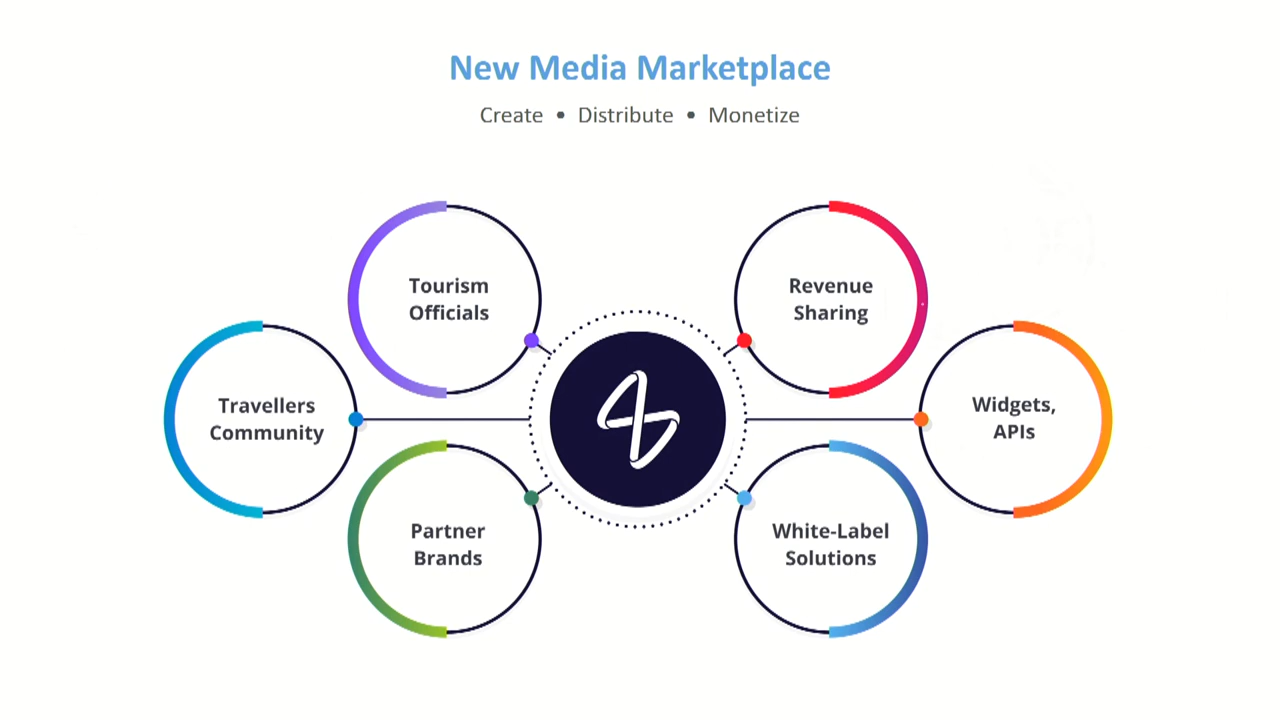 New Media Marketplace
Create • Distribute • Monetize
Tourism
Officials
Revenue
Sharing
Travellers
Community
Widgets,
APIs
Partner
Brands
White-Label
Solutions